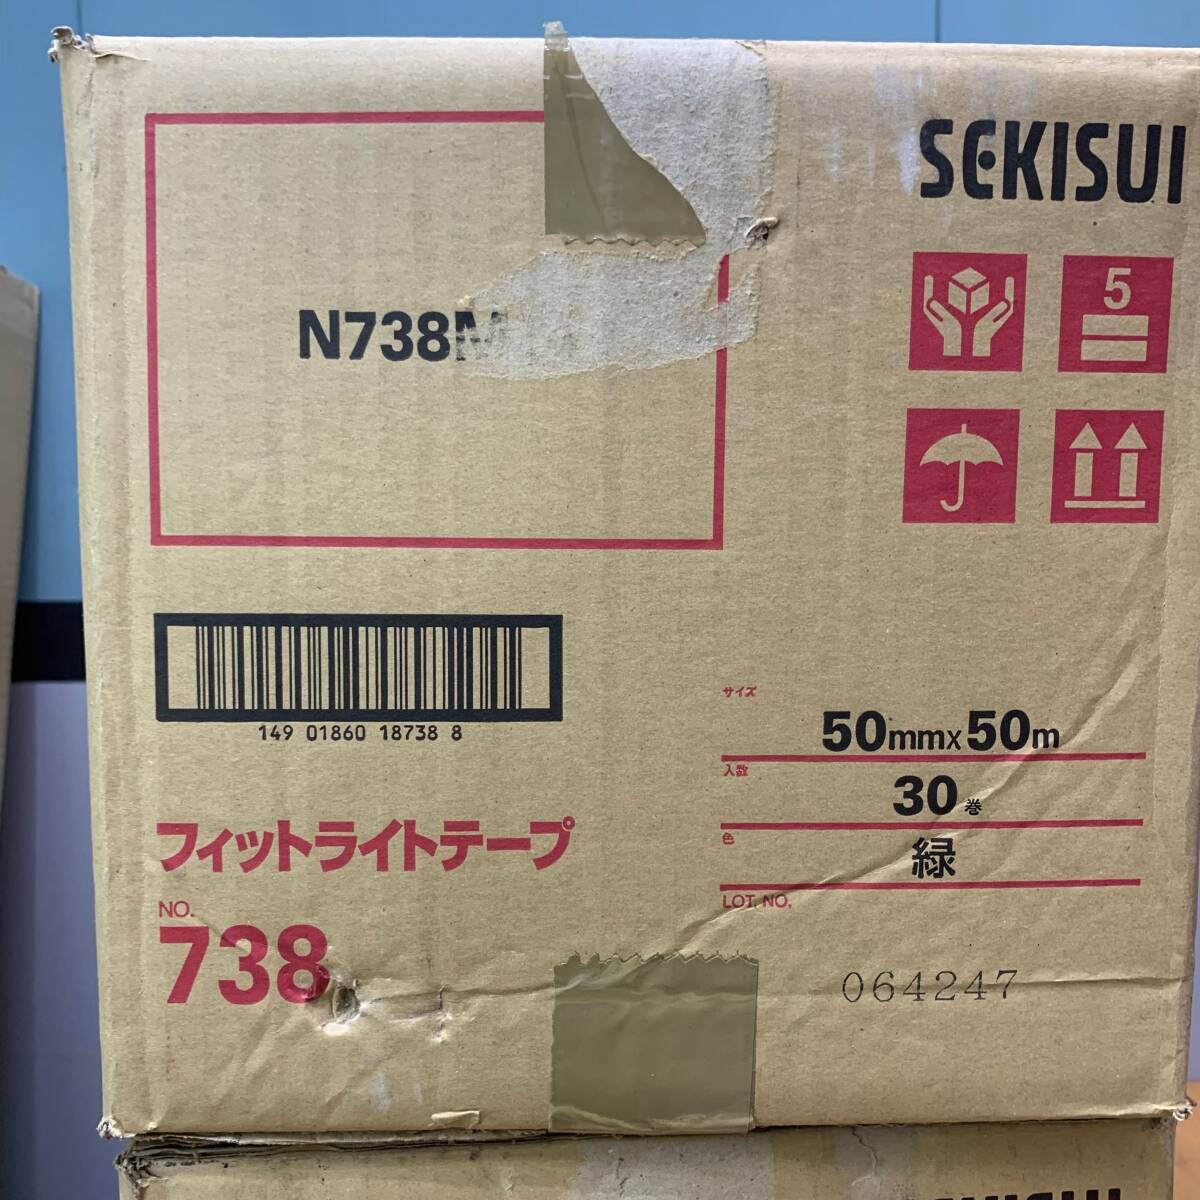 SEKISUI
5
N738M
149 01860 18738 8
サイズ
50mmx50m
入数
30巻
色
緑
LOT. NO.
064247
フィットライトテープ
NO.
738